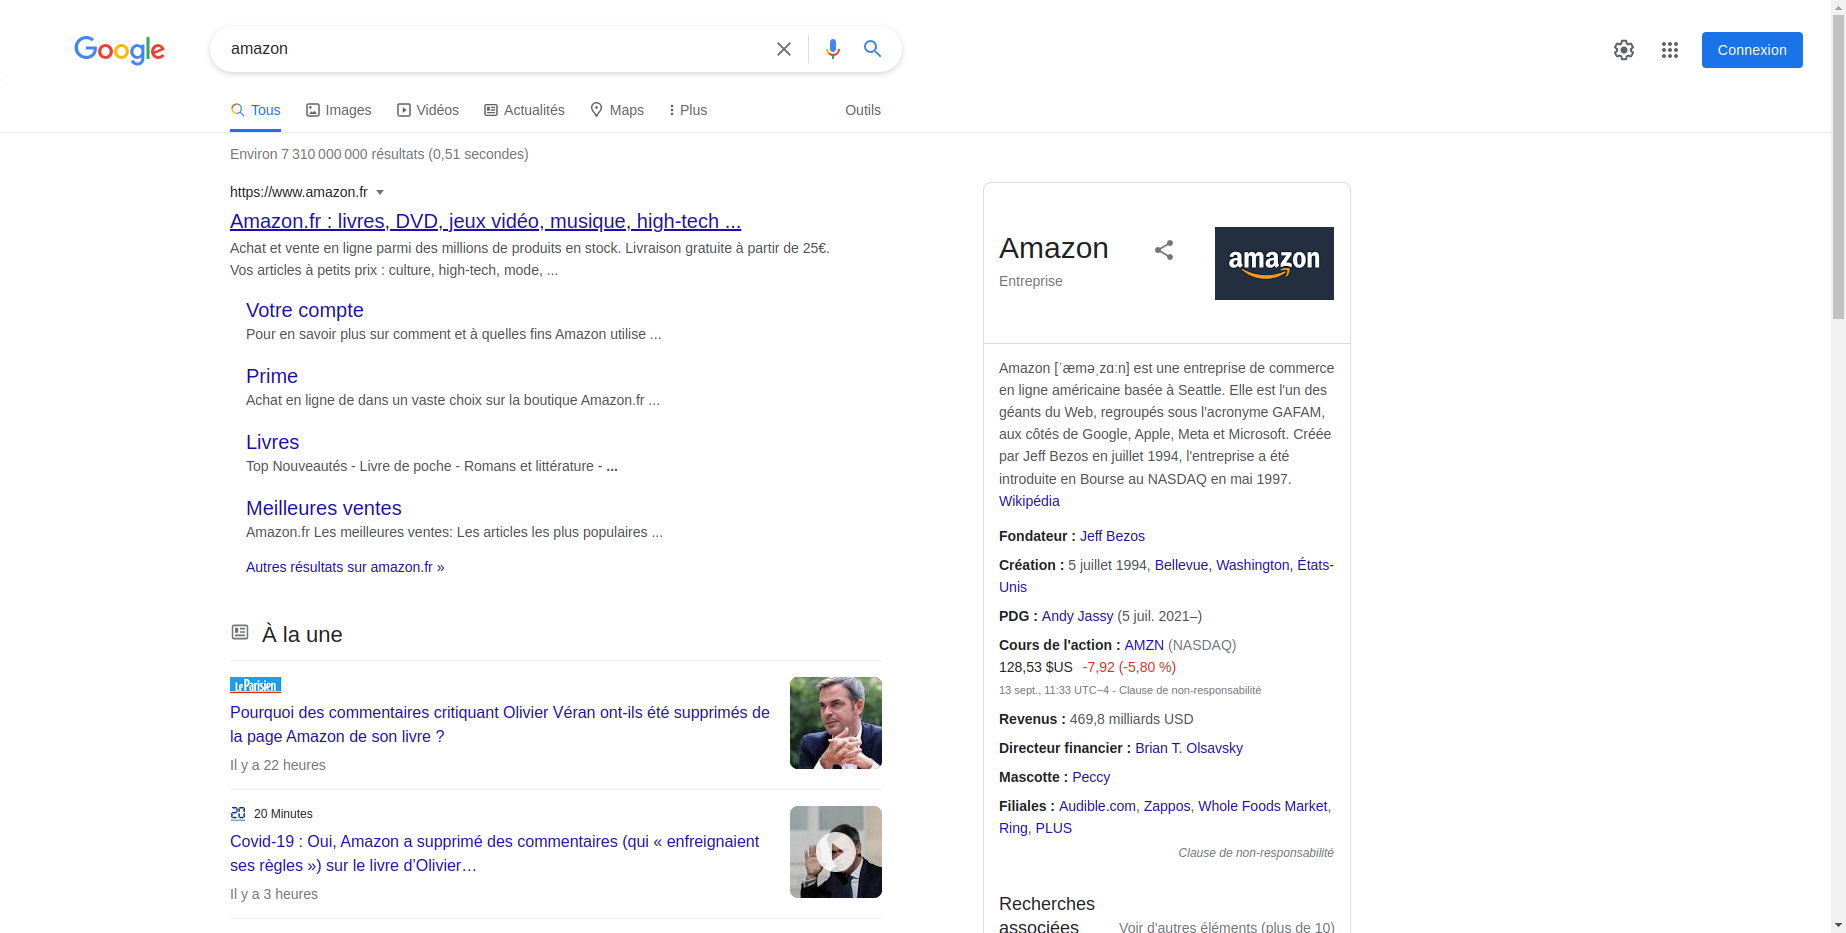 Google
amazon
Connexion
Tous
Images
Vidéos
Actualités
Maps
Plus
Outils
Environ 7 310 000 000 résultats (0,51 secondes)
https://www.amazon.fr
Amazon.fr : livres, DVD, jeux vidéo, musique, high-tech ...
Achat et vente en ligne parmi des millions de produits en stock. Livraison gratuite à partir de 25€.
Vos articles à petits prix : culture, high-tech, mode, ...
Votre compte
Pour en savoir plus sur comment et à quelles fins Amazon utilise ...
Prime
Achat en ligne de dans un vaste choix sur la boutique Amazon.fr ...
Livres
Top Nouveautés - Livre de poche - Romans et littérature - ...
Meilleures ventes
Amazon.fr Les meilleures ventes: Les articles les plus populaires ...
Autres résultats sur amazon.fr »
À la une
Le Parisien
Pourquoi des commentaires critiquant Olivier Véran ont-ils été supprimés de
la page Amazon de son livre ?
Il y a 22 heures
20 20 Minutes
Covid-19 : Oui, Amazon a supprimé des commentaires (qui « enfreignaient
ses règles ») sur le livre d'Olivier…
Il y a 3 heures
Amazon
Entreprise
amazon
Amazon [ˈæməˌzɑːn] est une entreprise de commerce
en ligne américaine basée à Seattle. Elle est l'un des
géants du Web, regroupés sous l'acronyme GAFAM,
aux côtés de Google, Apple, Meta et Microsoft. Créée
par Jeff Bezos en juillet 1994, l'entreprise a été
introduite en Bourse au NASDAQ en mai 1997.
Wikipédia
Fondateur : Jeff Bezos
Création : 5 juillet 1994, Bellevue, Washington, États-
Unis
PDG : Andy Jassy (5 juil. 2021–)
Cours de l'action : AMZN (NASDAQ)
128,53 $US -7,92 (-5,80 %)
13 sept., 11:33 UTC−4 - Clause de non-responsabilité
Revenus : 469,8 milliards USD
Directeur financier : Brian T. Olsavsky
Mascotte : Peccy
Filiales : Audible.com, Zappos, Whole Foods Market,
Ring, PLUS
Clause de non-responsabilité
Recherches
associées
Voir d'autres éléments (plus de 10)